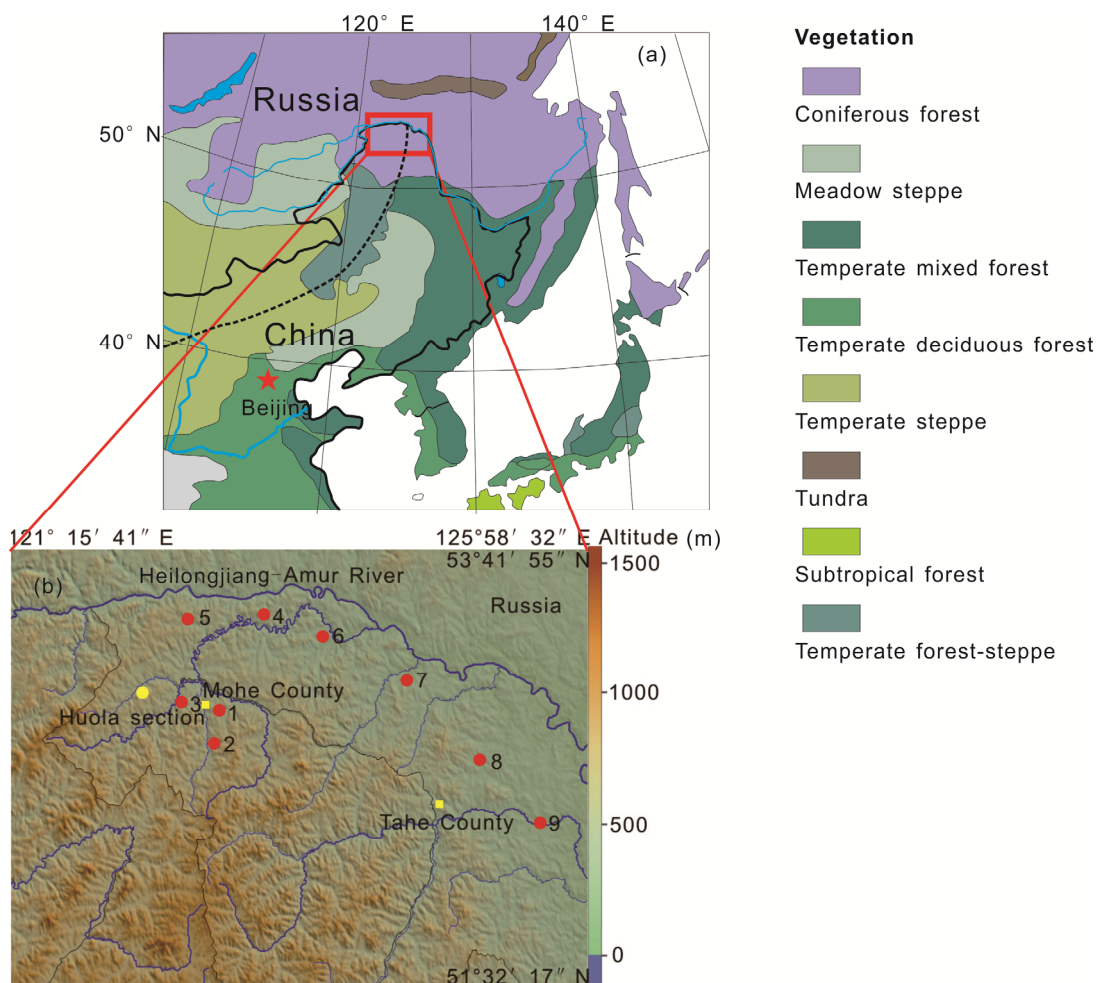 120° E
140° E
(a)
Russia
50° N
40° N
China
Beijing
Vegetation
Coniferous forest
Meadow steppe
Temperate mixed forest
Temperate deciduous forest
Temperate steppe
Tundra
Subtropical forest
Temperate forest-steppe
121° 15′ 41″ E
125° 58′ 32″ E
53° 41′ 55″ N
Altitude (m)
(b)
Heilongjiang-Amur River
Russia
5
4
6
7
Mohe County
3
1
Huola section
2
8
Tahe County
9
51° 32′ 17″ N
1500
1000
500
0